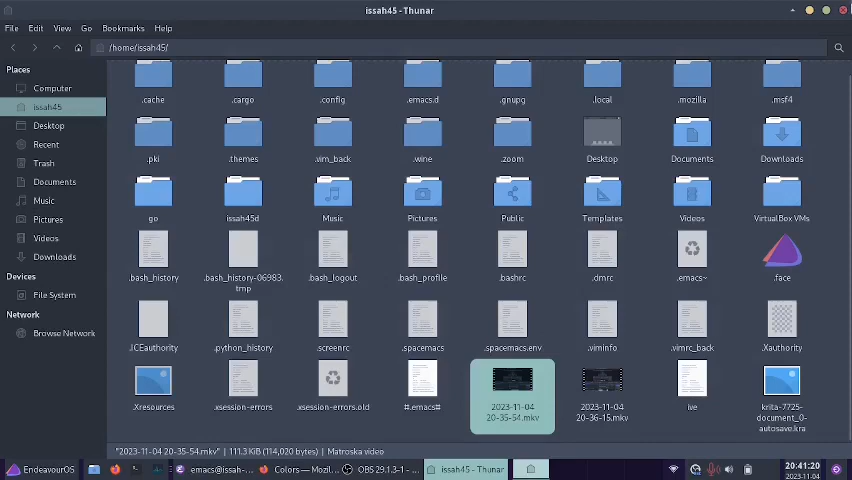 issah45 - Thunar
File Edit View Go Bookmarks Help
/home/issah45/
Places
Computer
issah45
Desktop
Recent
Trash
Documents
Music
Pictures
Videos
Downloads
Devices
File System
Network
Browse Network
.cache .cargo .config .emacs.d .gnupg .local .mozilla .msf4
.pki .themes .vim_back .wine .zoom Desktop Documents Downloads
go issah45d Music Pictures Public Templates Videos VirtualBox VMs
.bash_history .bash_history-06983.tmp .bash_logout .bash_profile .bashrc .dmrc .emacs~ .face
.ICEauthority .python_history .screenrc .spacemacs .spacemacs.env .viminfo .vimrc_back .Xauthority
.Xresources .xsession-errors .xsession-errors.old #.emacs# 2023-11-04 20-35-54.mkv 2023-11-04 20-36-15.mkv ive krita-7725-document_0-autosave.kra
"2023-11-04 20-35-54.mkv" | 111.3 KiB (114,020 bytes) | Matroska video
EndeavourOS emacs@issah-... Colors — Mozil... OBS 29.1.3-1 - ... issah45 - Thunar 20:41:20
2023-11-04